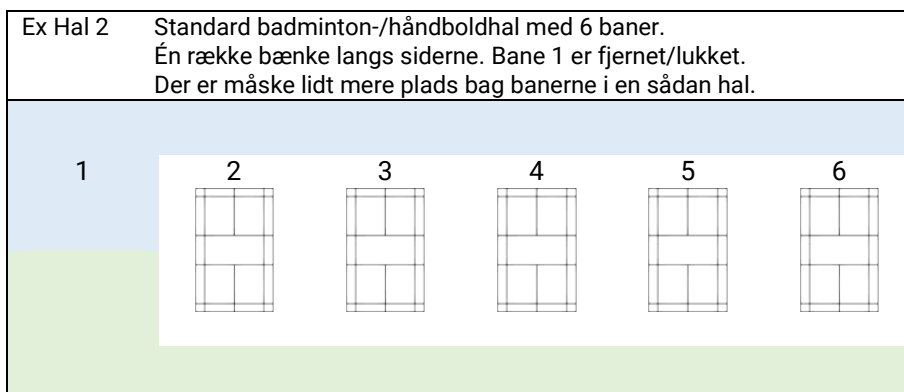 Ex Hal 2 Standard badminton-/håndboldhal med 6 baner.
Én række bænke langs siderne. Bane 1 er fjernet/lukket.
Der er måske lidt mere plads bag banerne i en sådan hal.
1 2 3 4 5 6